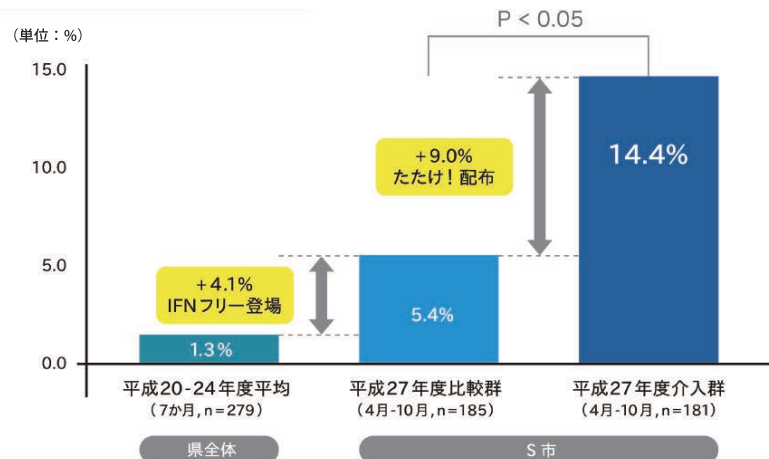 P < 0.05
（単位：%）
15.0
10.0
5.0
0.0
+9.0%
たたけ！配布
14.4%
+4.1%
IFNフリー登場
5.4%
1.3%
平成20-24年度平均
（7か月, n=279）
平成27年度比較群
（4月-10月, n=185）
平成27年度介入群
（4月-10月, n=181）
県全体
S市